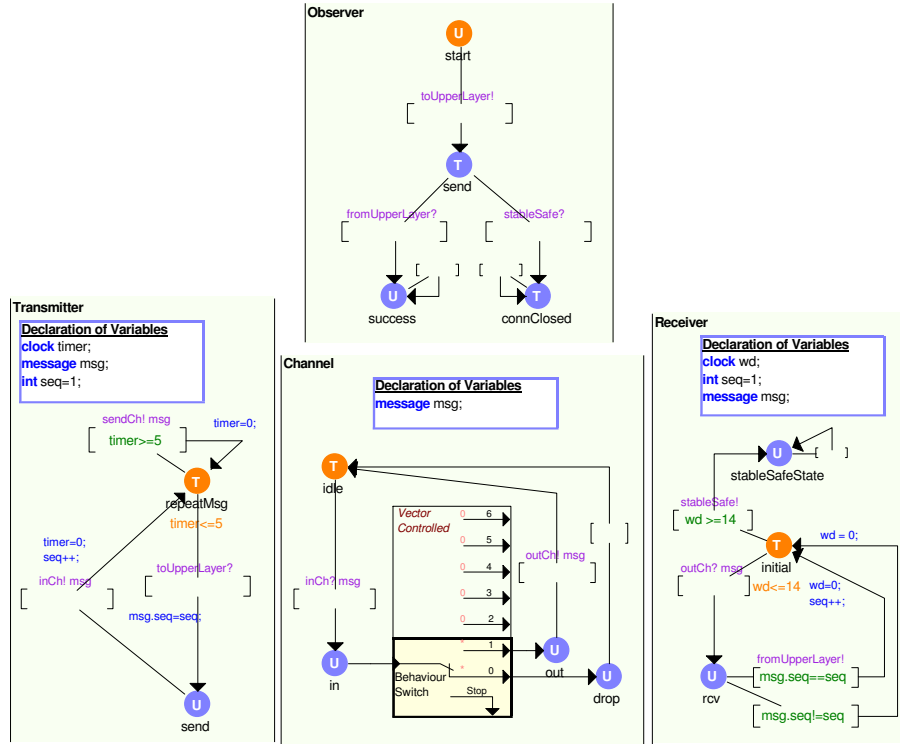 Observer
U
start
toUpperLayer!
T
send
fromUpperLayer?
stableSafe?
U
T
success
connClosed
Transmitter
Declaration of Variables
clock timer;
message msg;
int seq=1;
sendCh! msg
timer>=5
timer=0;
T
repeatMsg
timer<=5
timer=0;
seq++;
inCh! msg
toUpperLayer?
msg.seq=seq;
U
send
Channel
Declaration of Variables
message msg;
T
idle
Vector
Controlled
0 6
0 5
0 4
0 3
0 2
* 1
* 0
inCh? msg
outCh! msg
U
in
Behaviour
Switch
Stop
U
out
U
drop
Receiver
Declaration of Variables
clock wd;
int seq=1;
message msg;
U
stableSafeState
stableSafe!
wd >=14
T
initial
wd = 0;
outCh? msg
wd<=14
wd=0;
seq++;
fromUpperLayer!
msg.seq==seq
U
rcv
msg.seq!=seq